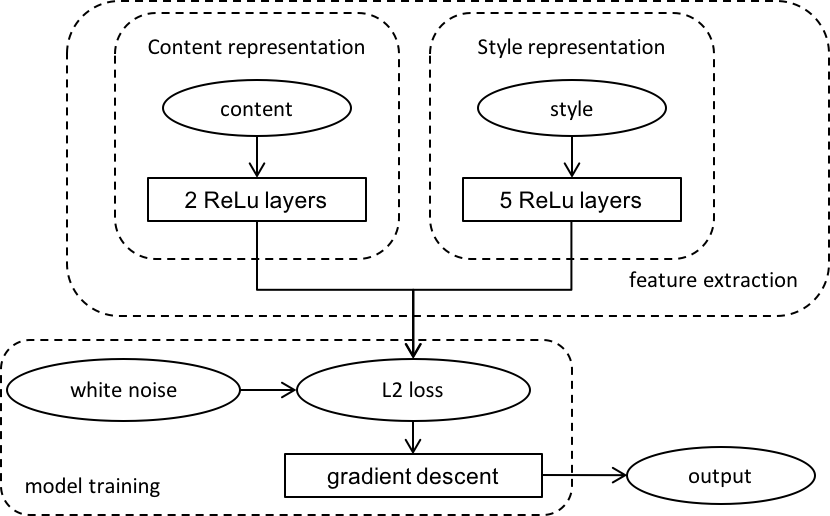 Content representation
Style representation
content
style
2 ReLu layers
5 ReLu layers
feature extraction
white noise
L2 loss
gradient descent
output
model training